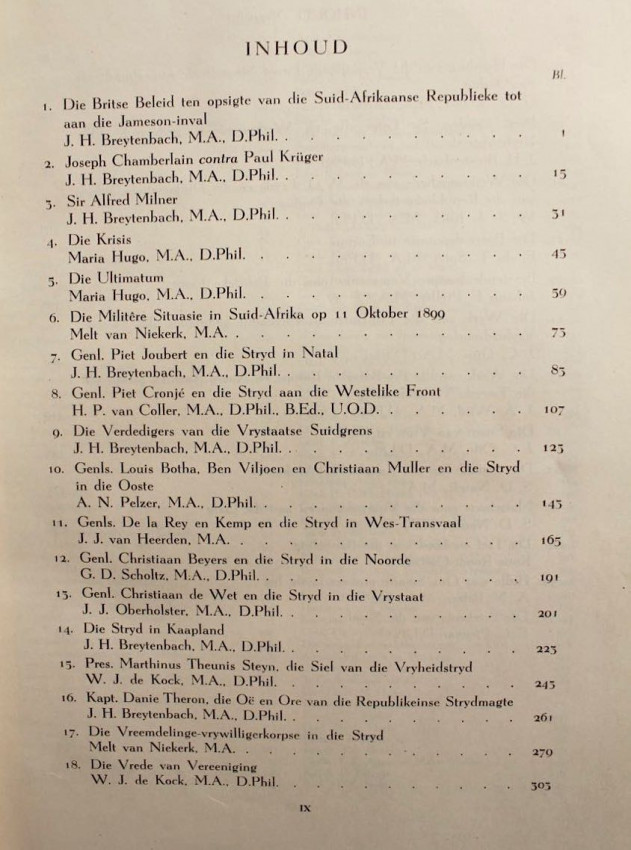 INHOUD
Bl.
1. Die Britse Beleid ten opsigte van die Suid-Afrikaanse Republieke tot
aan die Jameson-inval
J. H. Breytenbach, M.A., D.Phil. . . . . . . . . 1
2. Joseph Chamberlain contra Paul Krüger
J. H. Breytenbach, M.A., D.Phil. . . . . . . . . 15
3. Sir Alfred Milner
J. H. Breytenbach, M.A., D.Phil. . . . . . . . . 31
4. Die Krisis
Maria Hugo, M.A., D.Phil. . . . . . . . . . 45
5. Die Ultimatum
Maria Hugo, M.A., D.Phil. . . . . . . . . . 59
6. Die Militêre Situasie in Suid-Afrika op 11 Oktober 1899
Melt van Niekerk, M.A. . . . . . . . . . . 73
7. Genl. Piet Joubert en die Stryd in Natal
J. H. Breytenbach, M.A., D.Phil. . . . . . . . . 83
8. Genl. Piet Cronjé en die Stryd aan die Westelike Front
H. P. van Coller, M.A., D.Phil., B.Ed., U.O.D. . . . . . . 107
9. Die Verdedigers van die Vrystaatse Suidgrens
J. H. Breytenbach, M.A., D.Phil. . . . . . . . . 125
10. Genls. Louis Botha, Ben Viljoen en Christiaan Muller en die Stryd
in die Ooste
A. N. Pelzer, M.A., D.Phil. . . . . . . . . . 145
11. Genls. De la Rey en Kemp en die Stryd in Wes-Transvaal
J. J. van Heerden, M.A. . . . . . . . . . . 165
12. Genl. Christiaan Beyers en die Stryd in die Noorde
G. D. Scholtz, M.A., D.Phil. . . . . . . . . . 191
13. Genl. Christiaan de Wet en die Stryd in die Vrystaat
J. J. Oberholster, M.A., D.Phil. . . . . . . . . 201
14. Die Stryd in Kaapland
J. H. Breytenbach, M.A., D.Phil. . . . . . . . . 223
15. Pres. Marthinus Theunis Steyn, die Siel van die Vryheidstryd
W. J. de Kock, M.A., D.Phil. . . . . . . . . 243
16. Kapt. Danie Theron, die Oë en Ore van die Republikeinse Strydmagte
J. H. Breytenbach, M.A., D.Phil. . . . . . . . . 261
17. Die Vreemdelinge-vrywilligerkorpse in die Stryd
Melt van Niekerk, M.A. . . . . . . . . . . 279
18. Die Vrede van Vereeniging
W. J. de Kock, M.A., D.Phil. . . . . . . . . 303
IX